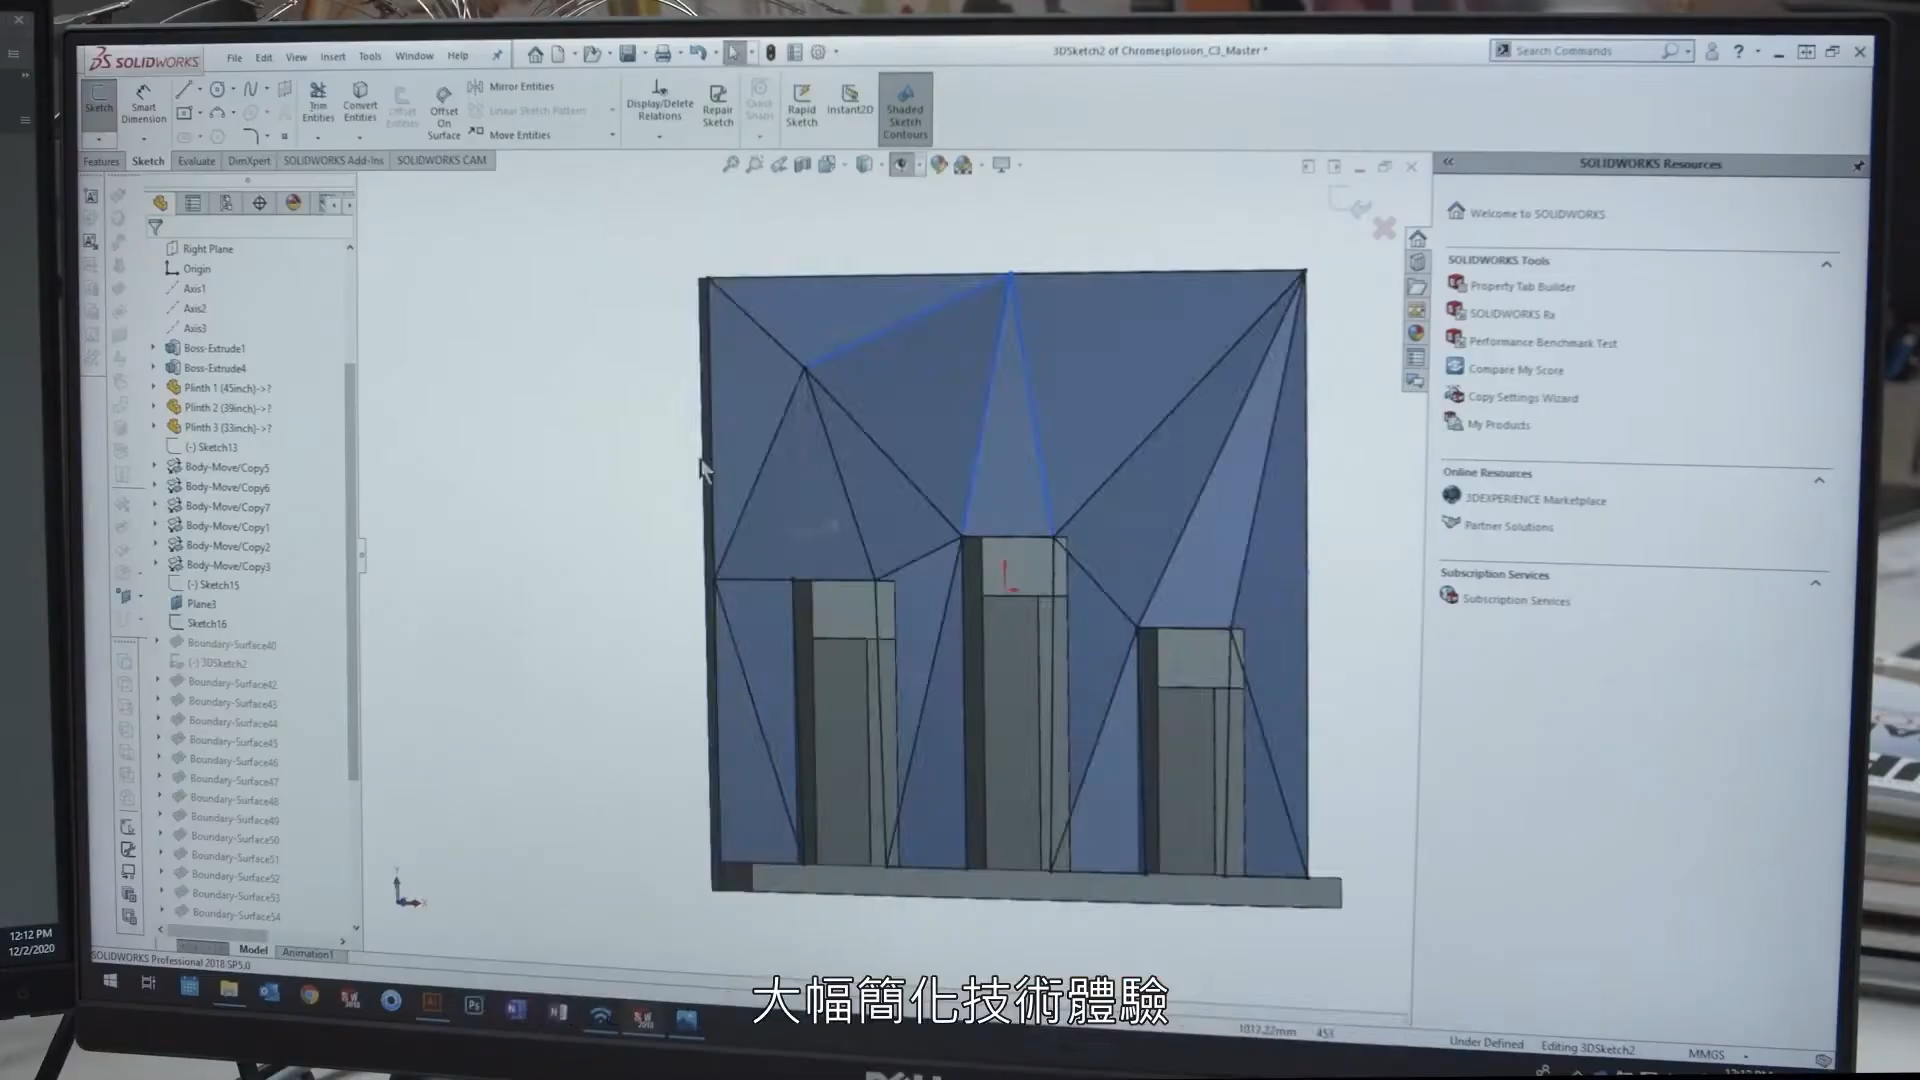 SOLIDWORKS
File Edit View Insert Tools Window Help
3DSketch2 of Chromesplosion_C3_Master *
Search Commands
Sketch
Smart Dimension
Trim Entities
Convert Entities
Offset Entities
Offset On Surface
Mirror Entities
Linear Sketch Pattern
Move Entities
Display/Delete Relations
Repair Sketch
Quick Snaps
Rapid Sketch
Instant2D
Shaded Sketch Contours
Features Sketch Evaluate DimXpert SOLIDWORKS Add-Ins SOLIDWORKS CAM
Right Plane
Origin
Axis1
Axis2
Axis3
Boss-Extrude1
Boss-Extrude4
Plinth 1 (45inch)->?
Plinth 2 (39inch)->?
Plinth 3 (33inch)->?
(-) Sketch13
Body-Move/Copy5
Body-Move/Copy6
Body-Move/Copy7
Body-Move/Copy1
Body-Move/Copy2
Body-Move/Copy3
(-) Sketch15
Plane3
Sketch16
Boundary-Surface40
(-) 3DSketch2
Boundary-Surface42
Boundary-Surface43
Boundary-Surface44
Boundary-Surface45
Boundary-Surface46
Boundary-Surface47
Boundary-Surface48
Boundary-Surface49
Boundary-Surface50
Boundary-Surface51
Boundary-Surface52
Boundary-Surface53
Boundary-Surface54
Model Animation1
SOLIDWORKS Professional 2018 SP5.0
SOLIDWORKS Resources
Welcome to SOLIDWORKS
SOLIDWORKS Tools
Property Tab Builder
SOLIDWORKS Rx
Performance Benchmark Test
Compare My Score
Copy Settings Wizard
My Products
Online Resources
3DEXPERIENCE Marketplace
Partner Solutions
Subscription Services
Subscription Services
12:12 PM
12/2/2020
大幅簡化技術體驗
Under Defined Editing 3DSketch2 MMGS